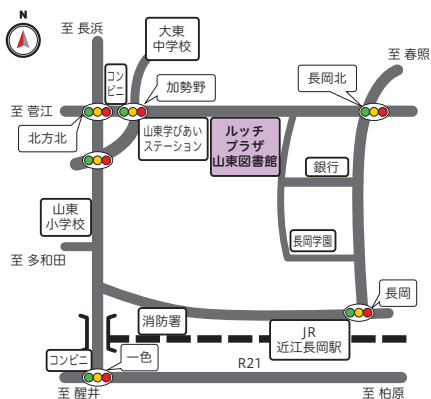 N
至 長浜
大東
中学校
至 春照
コン
ビニ
加勢野
長岡北
至 菅江
北方北
山東学びあい
ステーション
ルッチ
プラザ
山東図書館
銀行
山東
小学校
長岡学園
至 多和田
長岡
消防署
JR
近江長岡駅
コンビニ
一色
R21
至 醒井
至 柏原